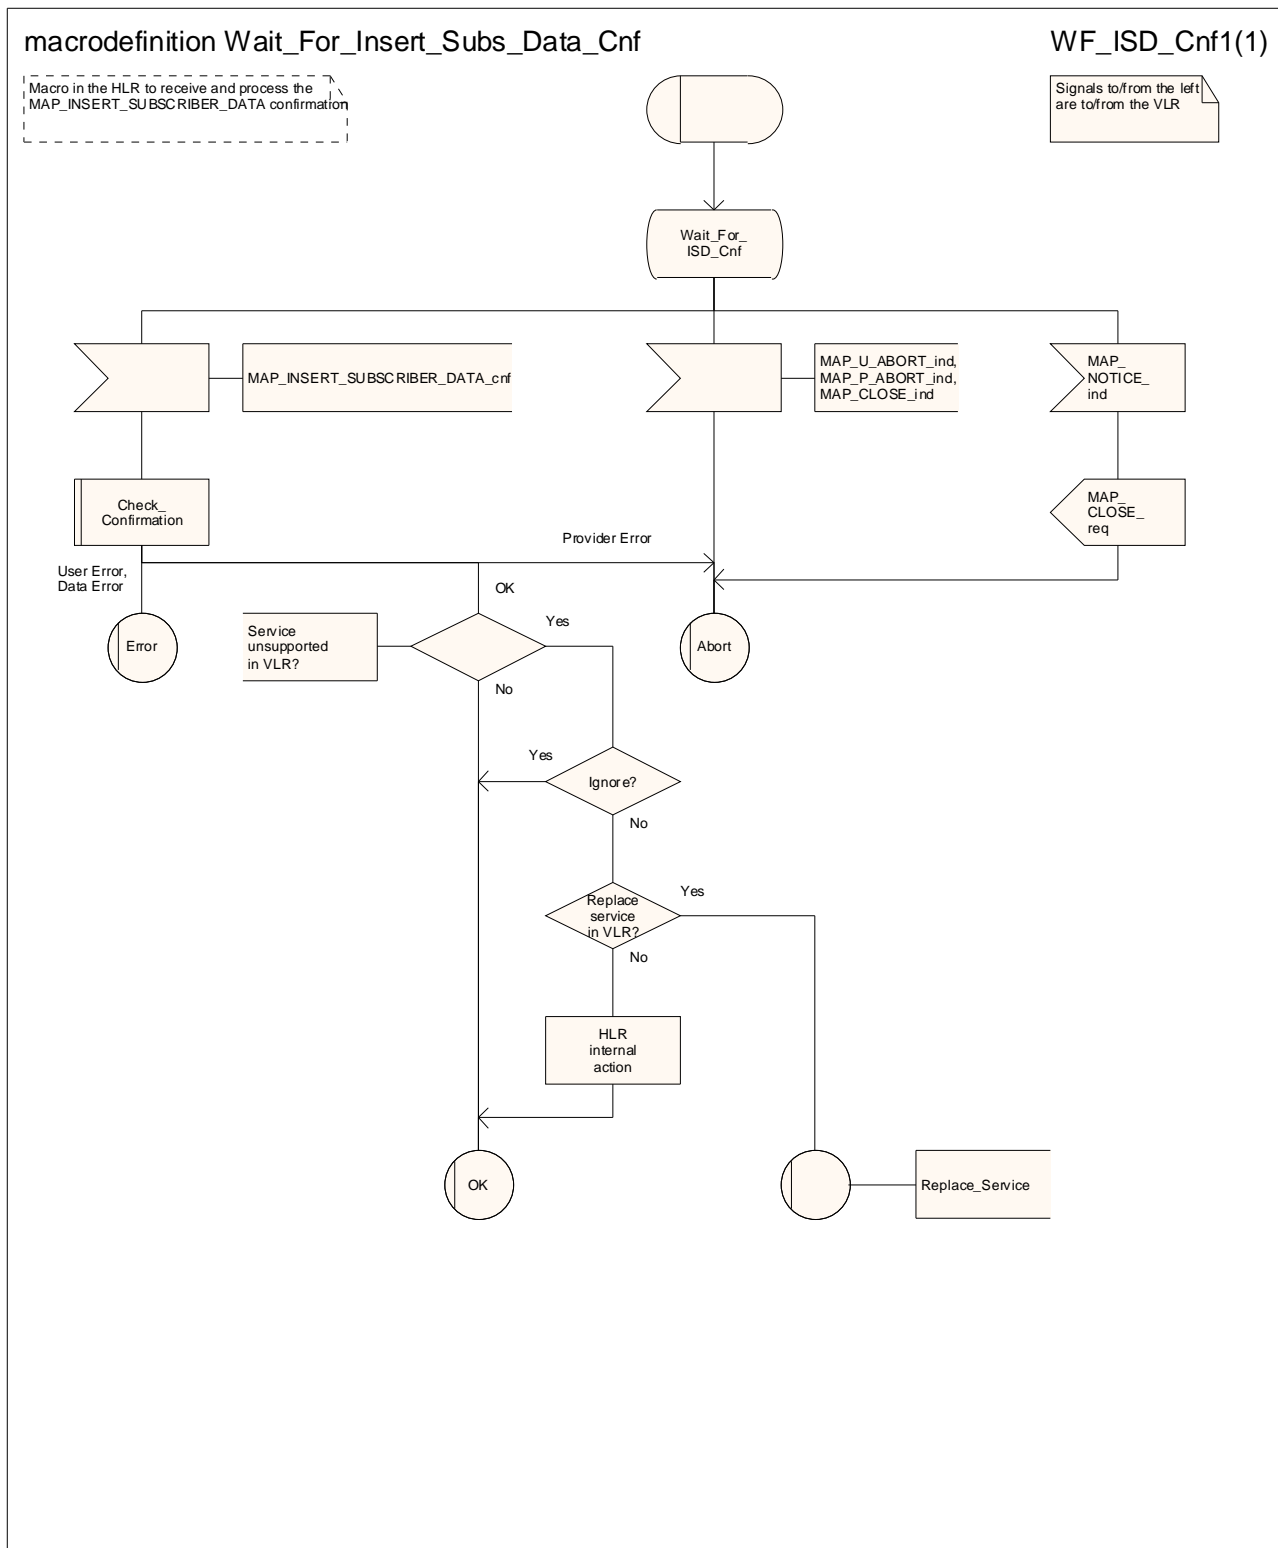 macrodefinition Wait_For_Insert_Subs_Data_Cnf
WF_ISD_Cnf1(1)
Macro in the HLR to receive and process the
MAP_INSERT_SUBSCRIBER_DATA confirmation
Signals to/from the left
are to/from the VLR
Wait_For_
ISD_Cnf
MAP_INSERT_SUBSCRIBER_DATA_cnf
MAP_U_ABORT_ind,
MAP_P_ABORT_ind,
MAP_CLOSE_ind
MAP_
NOTICE_
ind
Check_
Confirmation
MAP_
CLOSE_
req
Provider Error
User Error,
Data Error
OK
Error
Service
unsupported
in VLR?
Yes
Abort
No
Yes
Ignore?
No
Replace
service
in VLR?
Yes
No
HLR
internal
action
OK
Replace_Service